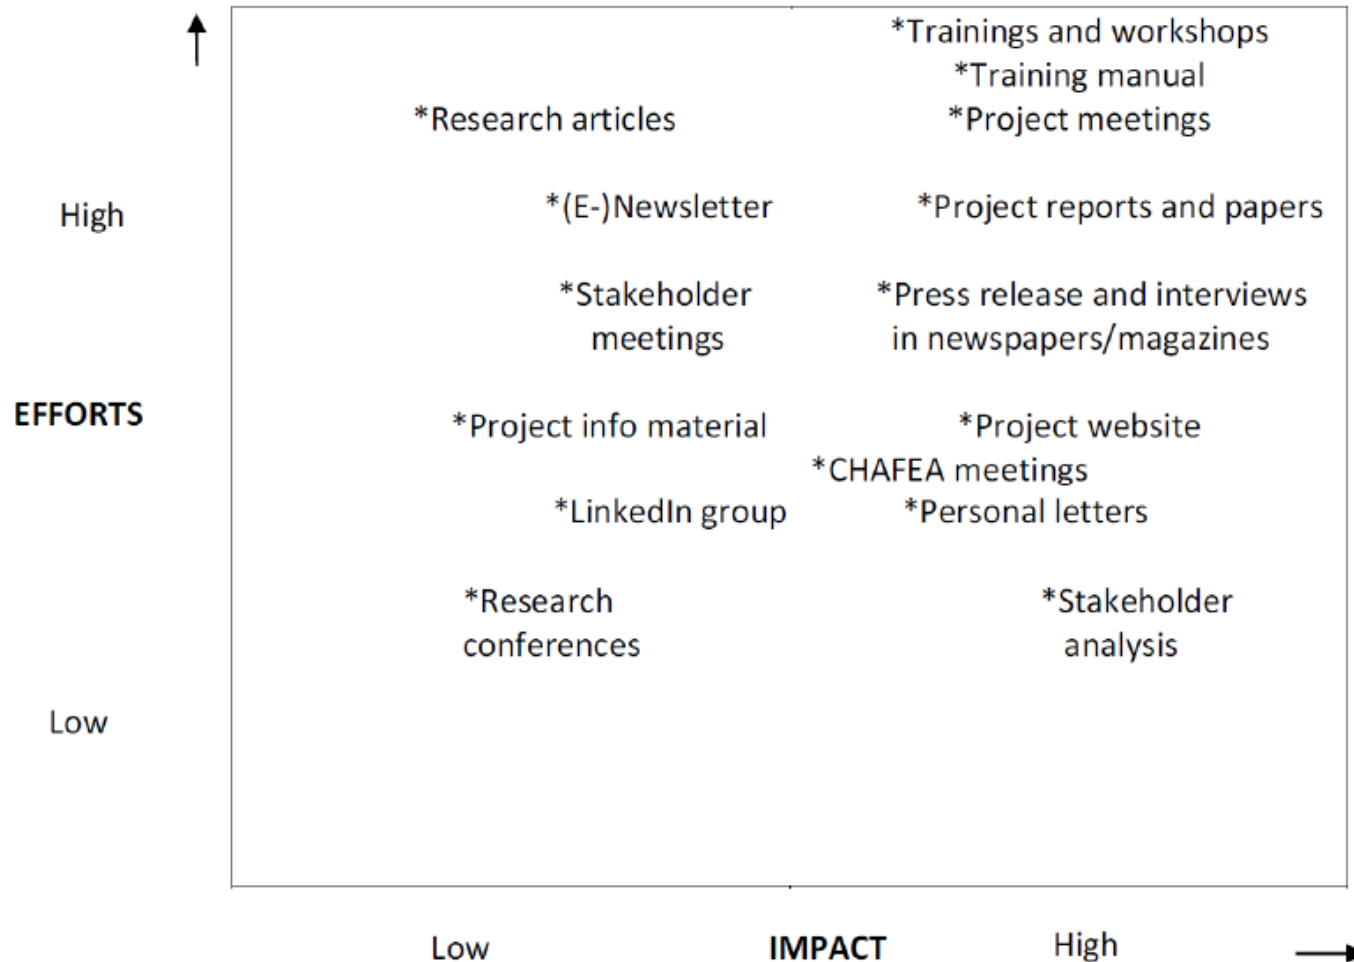 *Trainings and workshops
*Training manual
*Research articles
*Project meetings
High
*(E-)Newsletter
*Project reports and papers
*Stakeholder
meetings
*Press release and interviews
in newspapers/magazines
EFFORTS
*Project info material
*Project website
*CHAFEA meetings
*LinkedIn group
*Personal letters
*Research
conferences
*Stakeholder
analysis
Low
Low
IMPACT
High